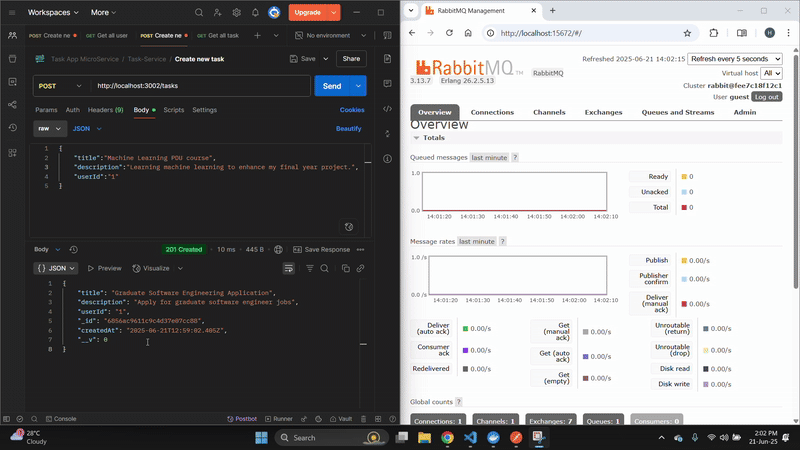 Workspaces
More
Upgrade
POST Create ne
GET Get all user
POST Create ne
GET Get all task
No environment
Task App MicroService / Task-Service / Create new task
Save
Share
POST
http://localhost:3002/tasks
Send
Params
Auth
Headers (9)
Body
Scripts
Settings
Cookies
raw
JSON
Beautify
1 {
2 "title":"Machine Learning POU course",
3 "description":"Learning machine learning to enhance my final year project.",
4 "userId":"1"
5 }
Body
201 Created
10 ms
445 B
Save Response
{} JSON
Preview
Visualize
1 {
2 "title": "Graduate Software Engineering Application",
3 "description": "Apply for graduate software engineer jobs",
4 "userId": "1",
5 "_id": "6856ac9611c9c4d37e07cc88",
6 "createdAt": "2025-06-21T12:59:02.405Z",
7 "__v": 0
8 }
Console
Postbot
Runner
Vault
RabbitMQ Management
http://localhost:15672/#/
H
Refreshed 2025-06-21 14:02:15
Refresh every 5 seconds
RabbitMQ TM
RabbitMQ
3.13.7
Erlang 26.2.5.13
Virtual host All
Cluster rabbit@fee7c18f12c1
User guest
Log out
Overview
Connections
Channels
Exchanges
Queues and Streams
Admin
Overview
Totals
Queued messages last minute ?
1.0
0.0
14:01:20 14:01:30 14:01:40 14:01:50 14:02:00 14:02:10
Ready 0
Unacked 0
Total 0
Message rates last minute ?
1.0 /s
0.0 /s
14:01:20 14:01:30 14:01:40 14:01:50 14:02:00 14:02:10
Publish 0.00/s
Publisher confirm 0.00/s
Deliver (manual ack) 0.00/s
Deliver (auto ack) 0.00/s
Consumer ack 0.00/s
Redelivered 0.00/s
Get (manual ack) 0.00/s
Get (auto ack) 0.00/s
Get (empty) 0.00/s
Unroutable (return) 0.00/s
Unroutable (drop) 0.00/s
Disk read 0.00/s
Disk write 0.00/s
Global counts ?
Connections: 1
Channels: 1
Exchanges: 7
Queues: 1
Consumers: 0
28°C
Cloudy
Search
2:02 PM
21-Jun-25